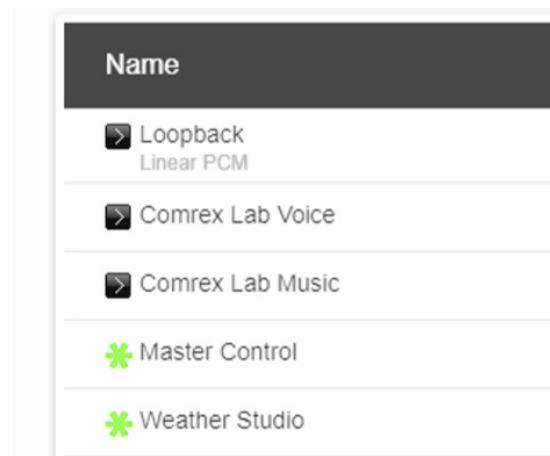 Name
Loopback
Linear PCM
Comrex Lab Voice
Comrex Lab Music
Master Control
Weather Studio